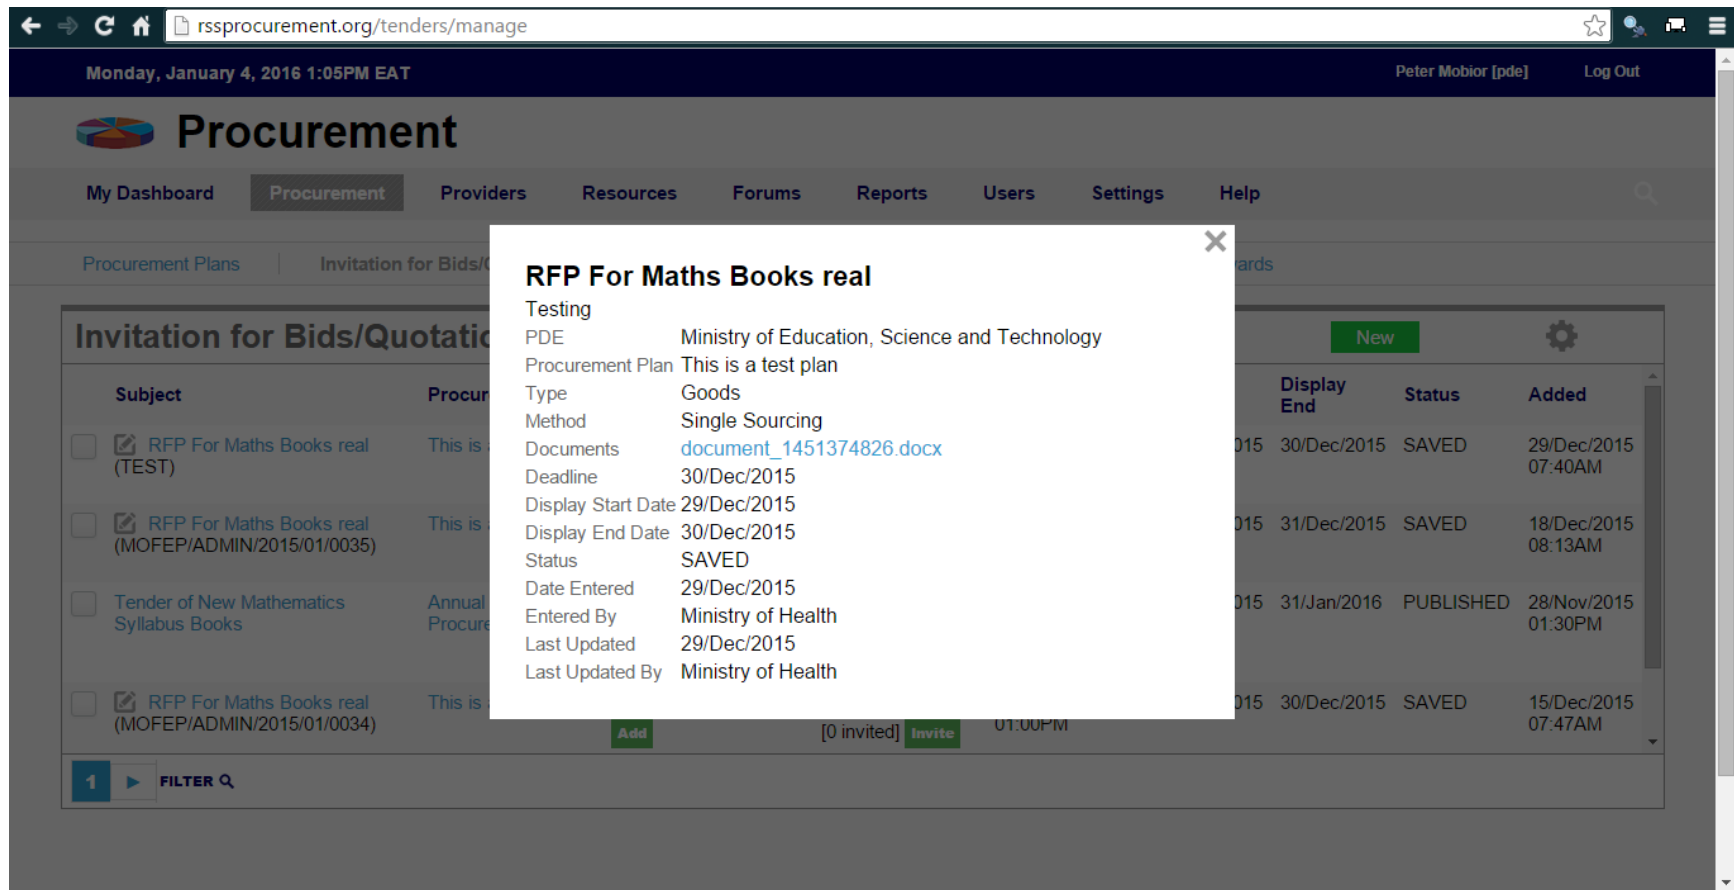 rssprocurement.org/tenders/manage
Monday, January 4, 2016 1:05PM EAT
Peter Mobior [pde]
Log Out
Procurement
My Dashboard Procurement Providers Resources Forums Reports Users Settings Help
Procurement Plans
Invitation for Bids/
Invitation for Bids/Quotatio
New
Subject
Procur
Display
End
Status
Added
RFP For Maths Books real
(TEST)
This is
015 30/Dec/2015 SAVED 29/Dec/2015
07:40AM
RFP For Maths Books real
(MOFEP/ADMIN/2015/01/0035)
This is
015 31/Dec/2015 SAVED 18/Dec/2015
08:13AM
Tender of New Mathematics
Syllabus Books
Annual
Procure
015 31/Jan/2016 PUBLISHED 28/Nov/2015
01:30PM
RFP For Maths Books real
(MOFEP/ADMIN/2015/01/0034)
This is
Add
[0 invited] Invite
01:00PM
015 30/Dec/2015 SAVED 15/Dec/2015
07:47AM
1 FILTER
RFP For Maths Books real
Testing
PDE Ministry of Education, Science and Technology
Procurement Plan This is a test plan
Type Goods
Method Single Sourcing
Documents document_1451374826.docx
Deadline 30/Dec/2015
Display Start Date 29/Dec/2015
Display End Date 30/Dec/2015
Status SAVED
Date Entered 29/Dec/2015
Entered By Ministry of Health
Last Updated 29/Dec/2015
Last Updated By Ministry of Health